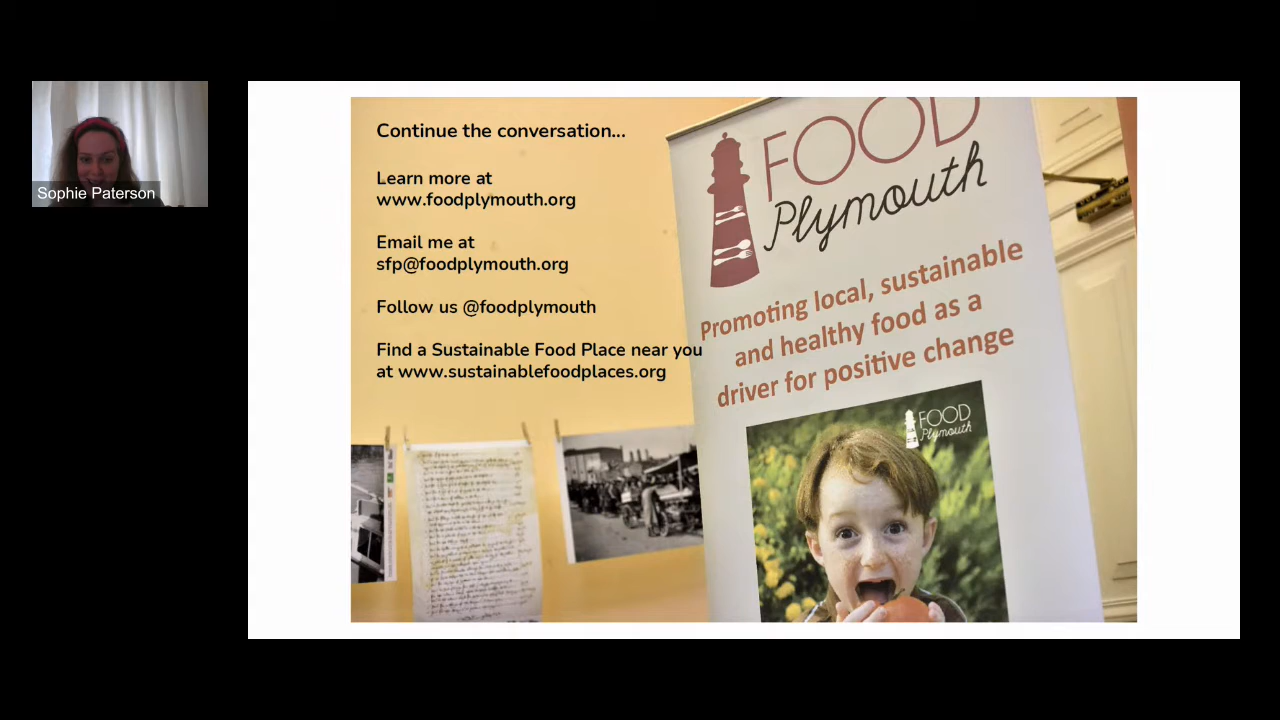 Sophie Paterson
Continue the conversation...
Learn more at
www.foodplymouth.org
Email me at
sfp@foodplymouth.org
Follow us @foodplymouth
Find a Sustainable Food Place near you
at www.sustainablefoodplaces.org
FOOD
Plymouth
Promoting local, sustainable
and healthy food as a
driver for positive change
FOOD
Plymouth